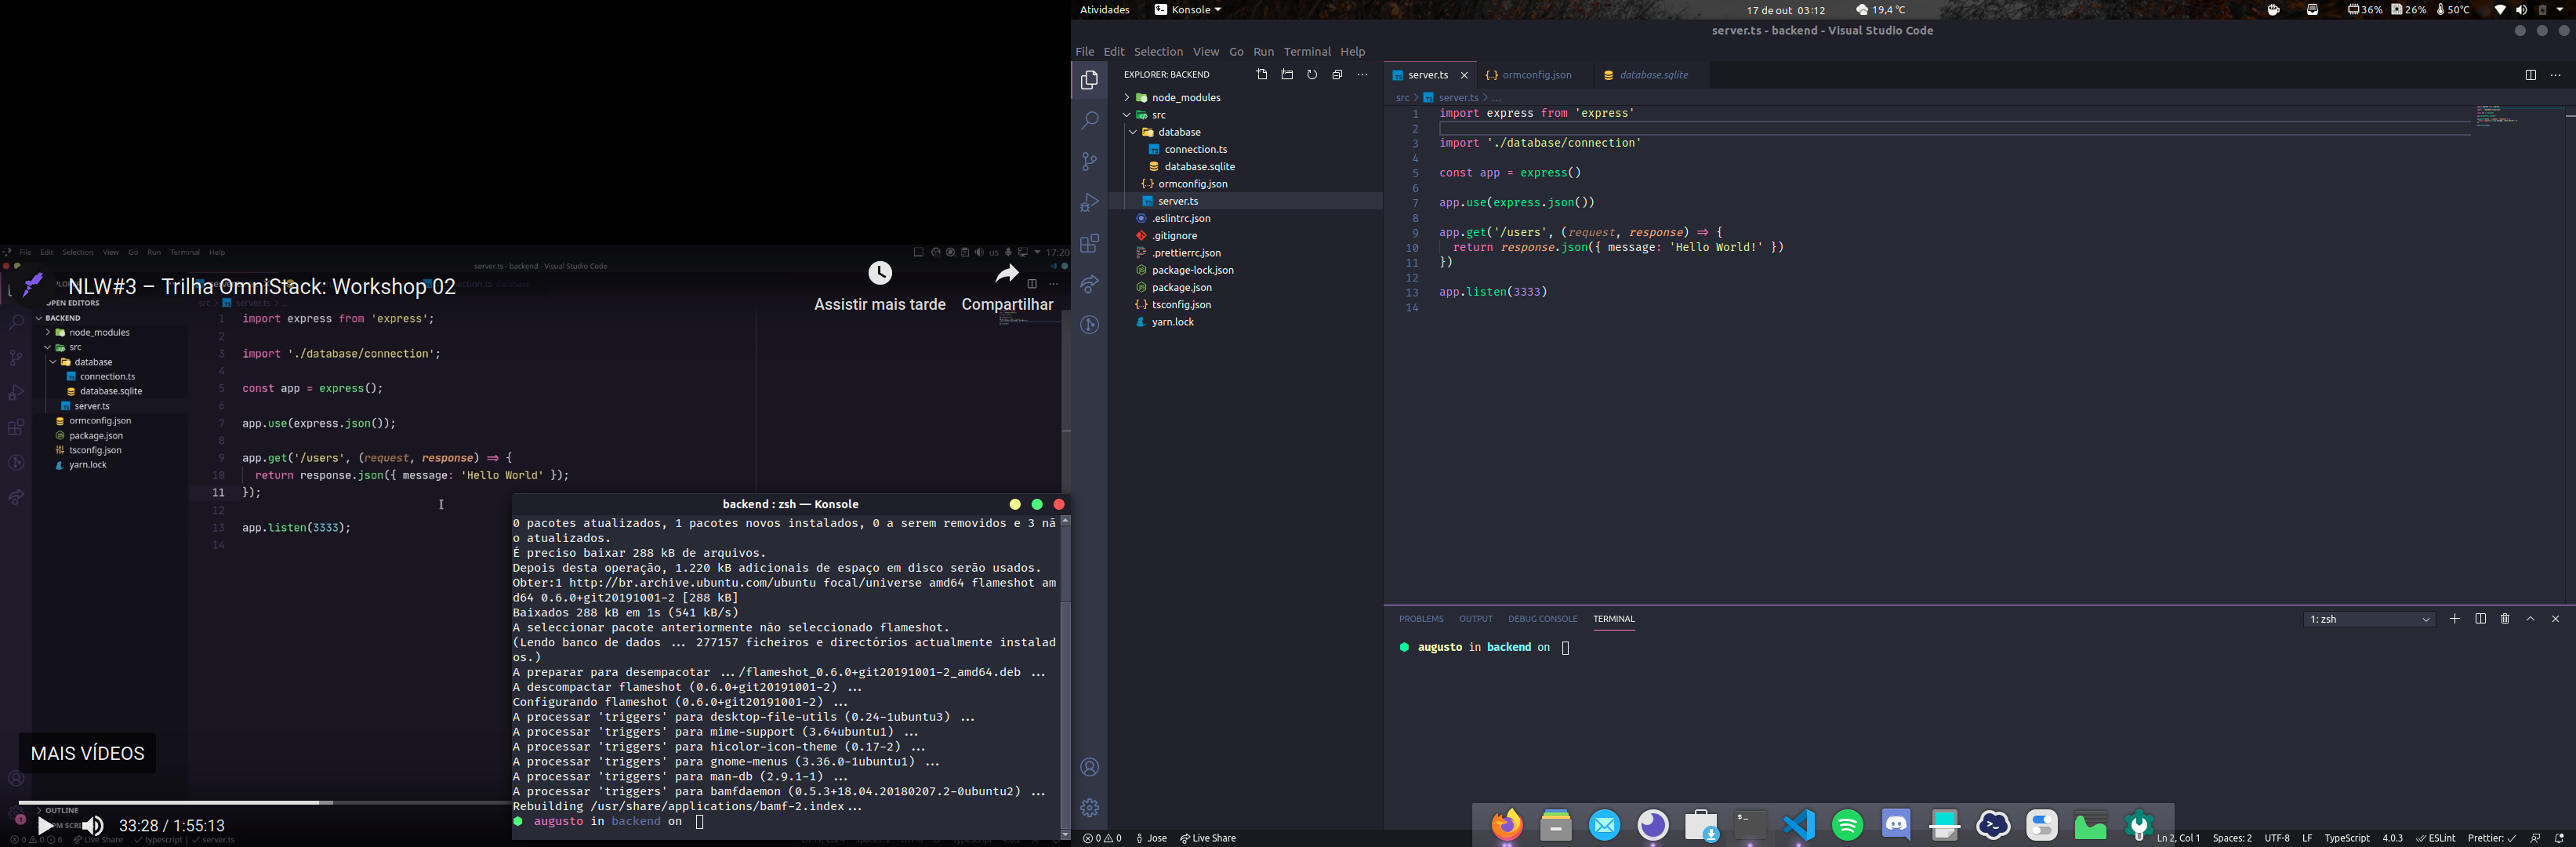 File Edit Selection View Go Run Terminal Help
us 17:20
server.ts - backend - Visual Studio Code
NLW#3 – Trilha OmniStack: Workshop 02
Assistir mais tarde
Compartilhar
OPEN EDITORS
BACKEND
node_modules
src
database
connection.ts
database.sqlite
server.ts
ormconfig.json
package.json
tsconfig.json
yarn.lock
1 import express from 'express';
2
3 import './database/connection';
4
5 const app = express();
6
7 app.use(express.json());
8
9 app.get('/users', (request, response) ⇒ {
10 return response.json({ message: 'Hello World' });
11 });
12
13 app.listen(3333);
14
MAIS VÍDEOS
OUTLINE
33:28 / 1:55:13
Live Share
typescript
server.ts
backend : zsh — Konsole
0 pacotes atualizados, 1 pacotes novos instalados, 0 a serem removidos e 3 nã
o atualizados.
É preciso baixar 288 kB de arquivos.
Depois desta operação, 1.220 kB adicionais de espaço em disco serão usados.
Obter:1 http://br.archive.ubuntu.com/ubuntu focal/universe amd64 flameshot am
d64 0.6.0+git20191001-2 [288 kB]
Baixados 288 kB em 1s (541 kB/s)
A seleccionar pacote anteriormente não seleccionado flameshot.
(Lendo banco de dados ... 277157 ficheiros e directórios actualmente instalad
os.)
A preparar para desempacotar .../flameshot_0.6.0+git20191001-2_amd64.deb ...
A descompactar flameshot (0.6.0+git20191001-2) ...
Configurando flameshot (0.6.0+git20191001-2) ...
A processar 'triggers' para desktop-file-utils (0.24-1ubuntu3) ...
A processar 'triggers' para mime-support (3.64ubuntu1) ...
A processar 'triggers' para hicolor-icon-theme (0.17-2) ...
A processar 'triggers' para gnome-menus (3.36.0-1ubuntu1) ...
A processar 'triggers' para man-db (2.9.1-1) ...
A processar 'triggers' para bamfdaemon (0.5.3+18.04.20180207.2-0ubuntu2) ...
Rebuilding /usr/share/applications/bamf-2.index...
augusto in backend on
Atividades Konsole 17 de out 03:12 19,4 °C 36% 26% 50°C
server.ts - backend - Visual Studio Code
File Edit Selection View Go Run Terminal Help
EXPLORER: BACKEND
node_modules
src
database
connection.ts
database.sqlite
ormconfig.json
server.ts
.eslintrc.json
.gitignore
.prettierrc.json
package-lock.json
package.json
tsconfig.json
yarn.lock
server.ts ormconfig.json database.sqlite
src > server.ts > ...
1 import express from 'express'
2
3 import './database/connection'
4
5 const app = express()
6
7 app.use(express.json())
8
9 app.get('/users', (request, response) ⇒ {
10 return response.json({ message: 'Hello World!' })
11 })
12
13 app.listen(3333)
14
PROBLEMS OUTPUT DEBUG CONSOLE TERMINAL 1: zsh
augusto in backend on
0 0 Jose Live Share
Ln 2, Col 1 Spaces: 2 UTF-8 LF TypeScript 4.0.3 ESLint Prettier: ✓